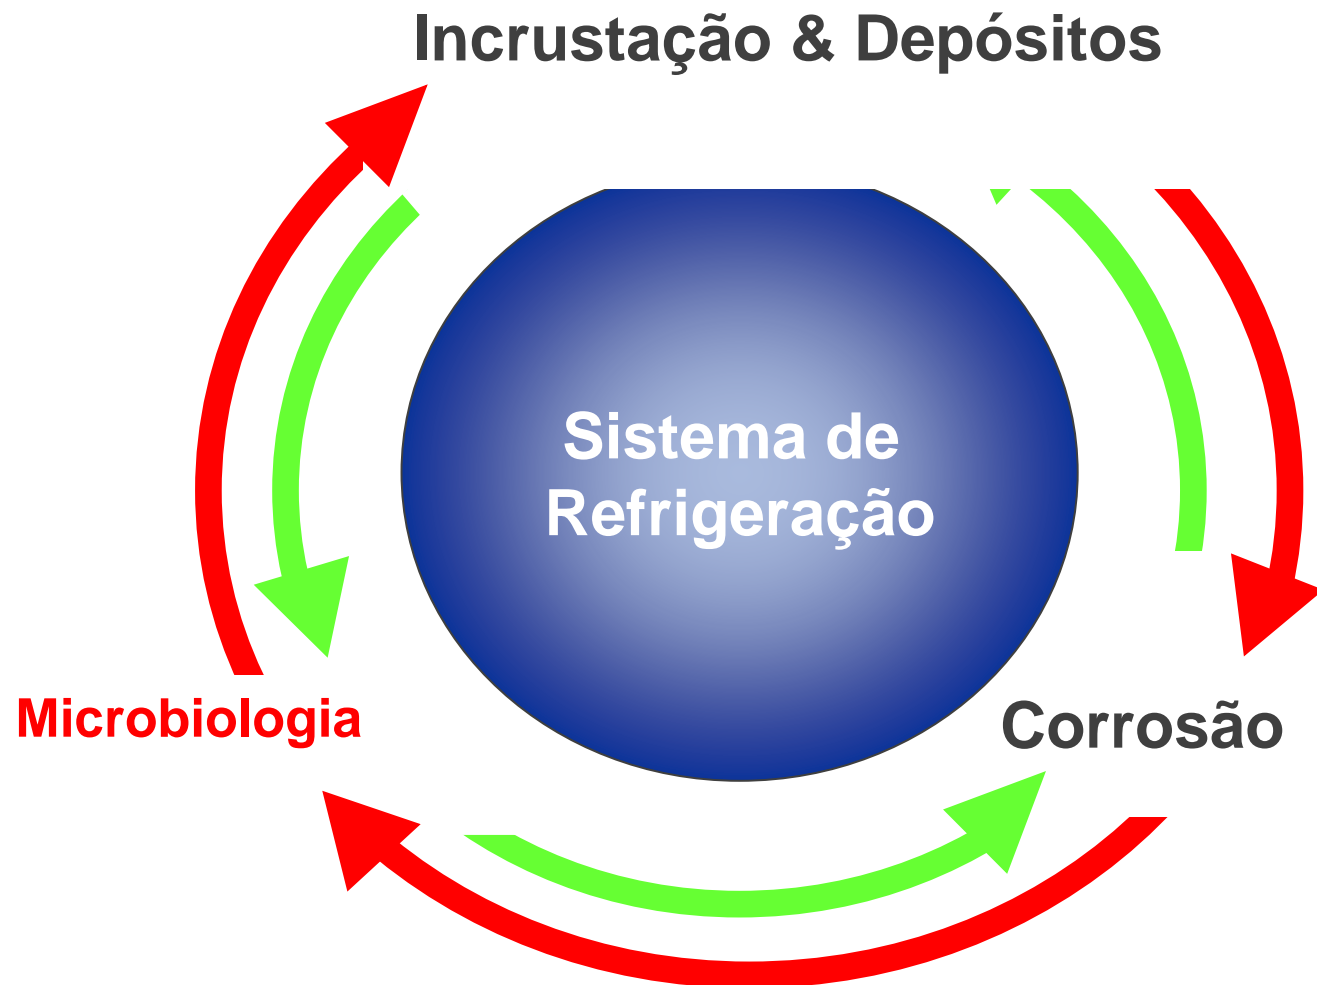 Incrustação & Depósitos
Sistema de
Refrigeração
Microbiologia
Corrosão